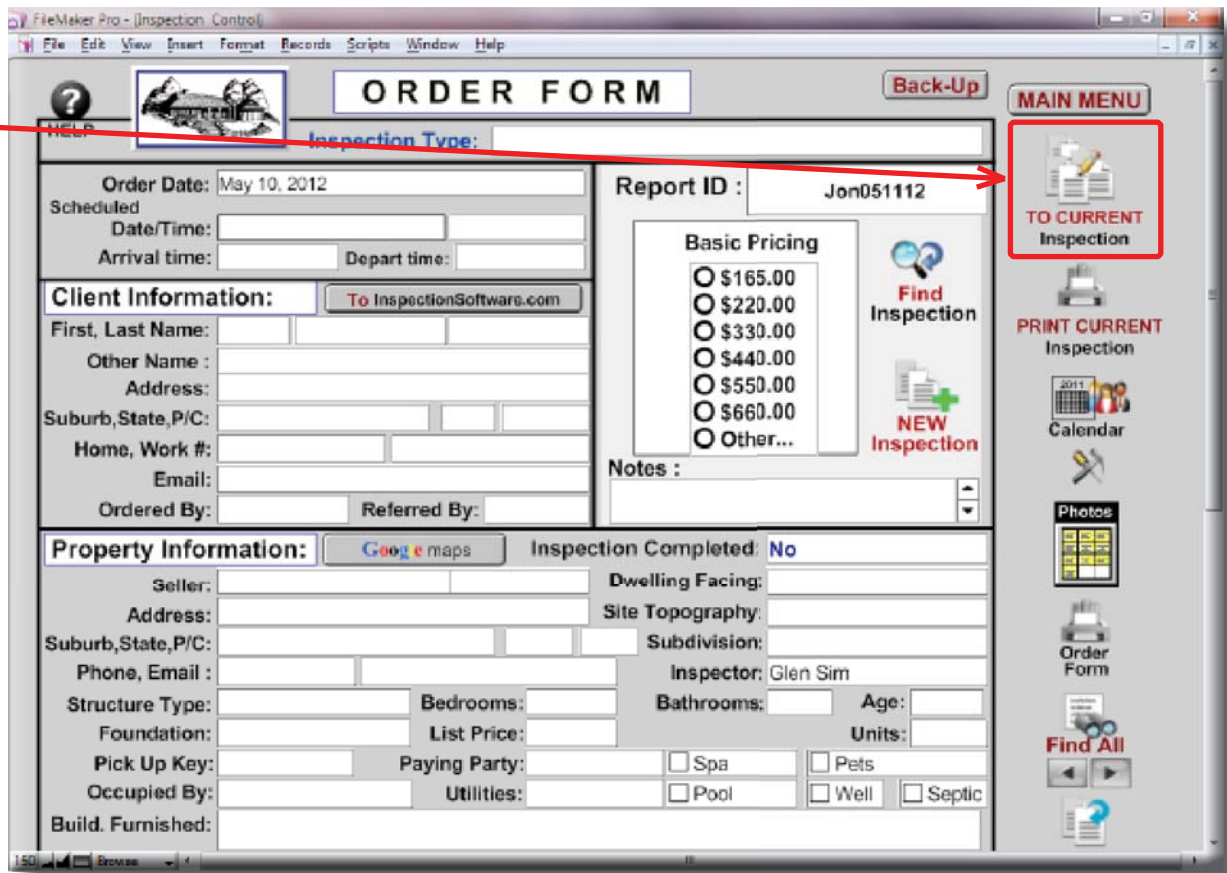 FileMaker Pro - [Inspection Control]
File Edit View Insert Format Records Scripts Window Help
ORDER FORM
Back-Up
MAIN MENU
HELP
Inspection Type:
Order Date: May 10, 2012
Scheduled
Date/Time:
Arrival time: Depart time:
Report ID : Jon051112
Basic Pricing
$165.00
$220.00
$330.00
$440.00
$550.00
$660.00
Other...
Find
Inspection
NEW
Inspection
Notes :
Client Information: To InspectionSoftware.com
First, Last Name:
Other Name :
Address:
Suburb,State,P/C:
Home, Work #:
Email:
Ordered By: Referred By:
Property Information: Google maps Inspection Completed: No
Seller: Dwelling Facing:
Address: Site Topography:
Suburb,State,P/C: Subdivision:
Phone, Email : Inspector: Glen Sim
Structure Type: Bedrooms: Bathrooms: Age:
Foundation: List Price: Units:
Pick Up Key: Paying Party: Spa Pets
Occupied By: Utilities: Pool Well Septic
Build. Furnished:
TO CURRENT
Inspection
PRINT CURRENT
Inspection
2011
Calendar
Photos
Order
Form
Find All
150 Browse